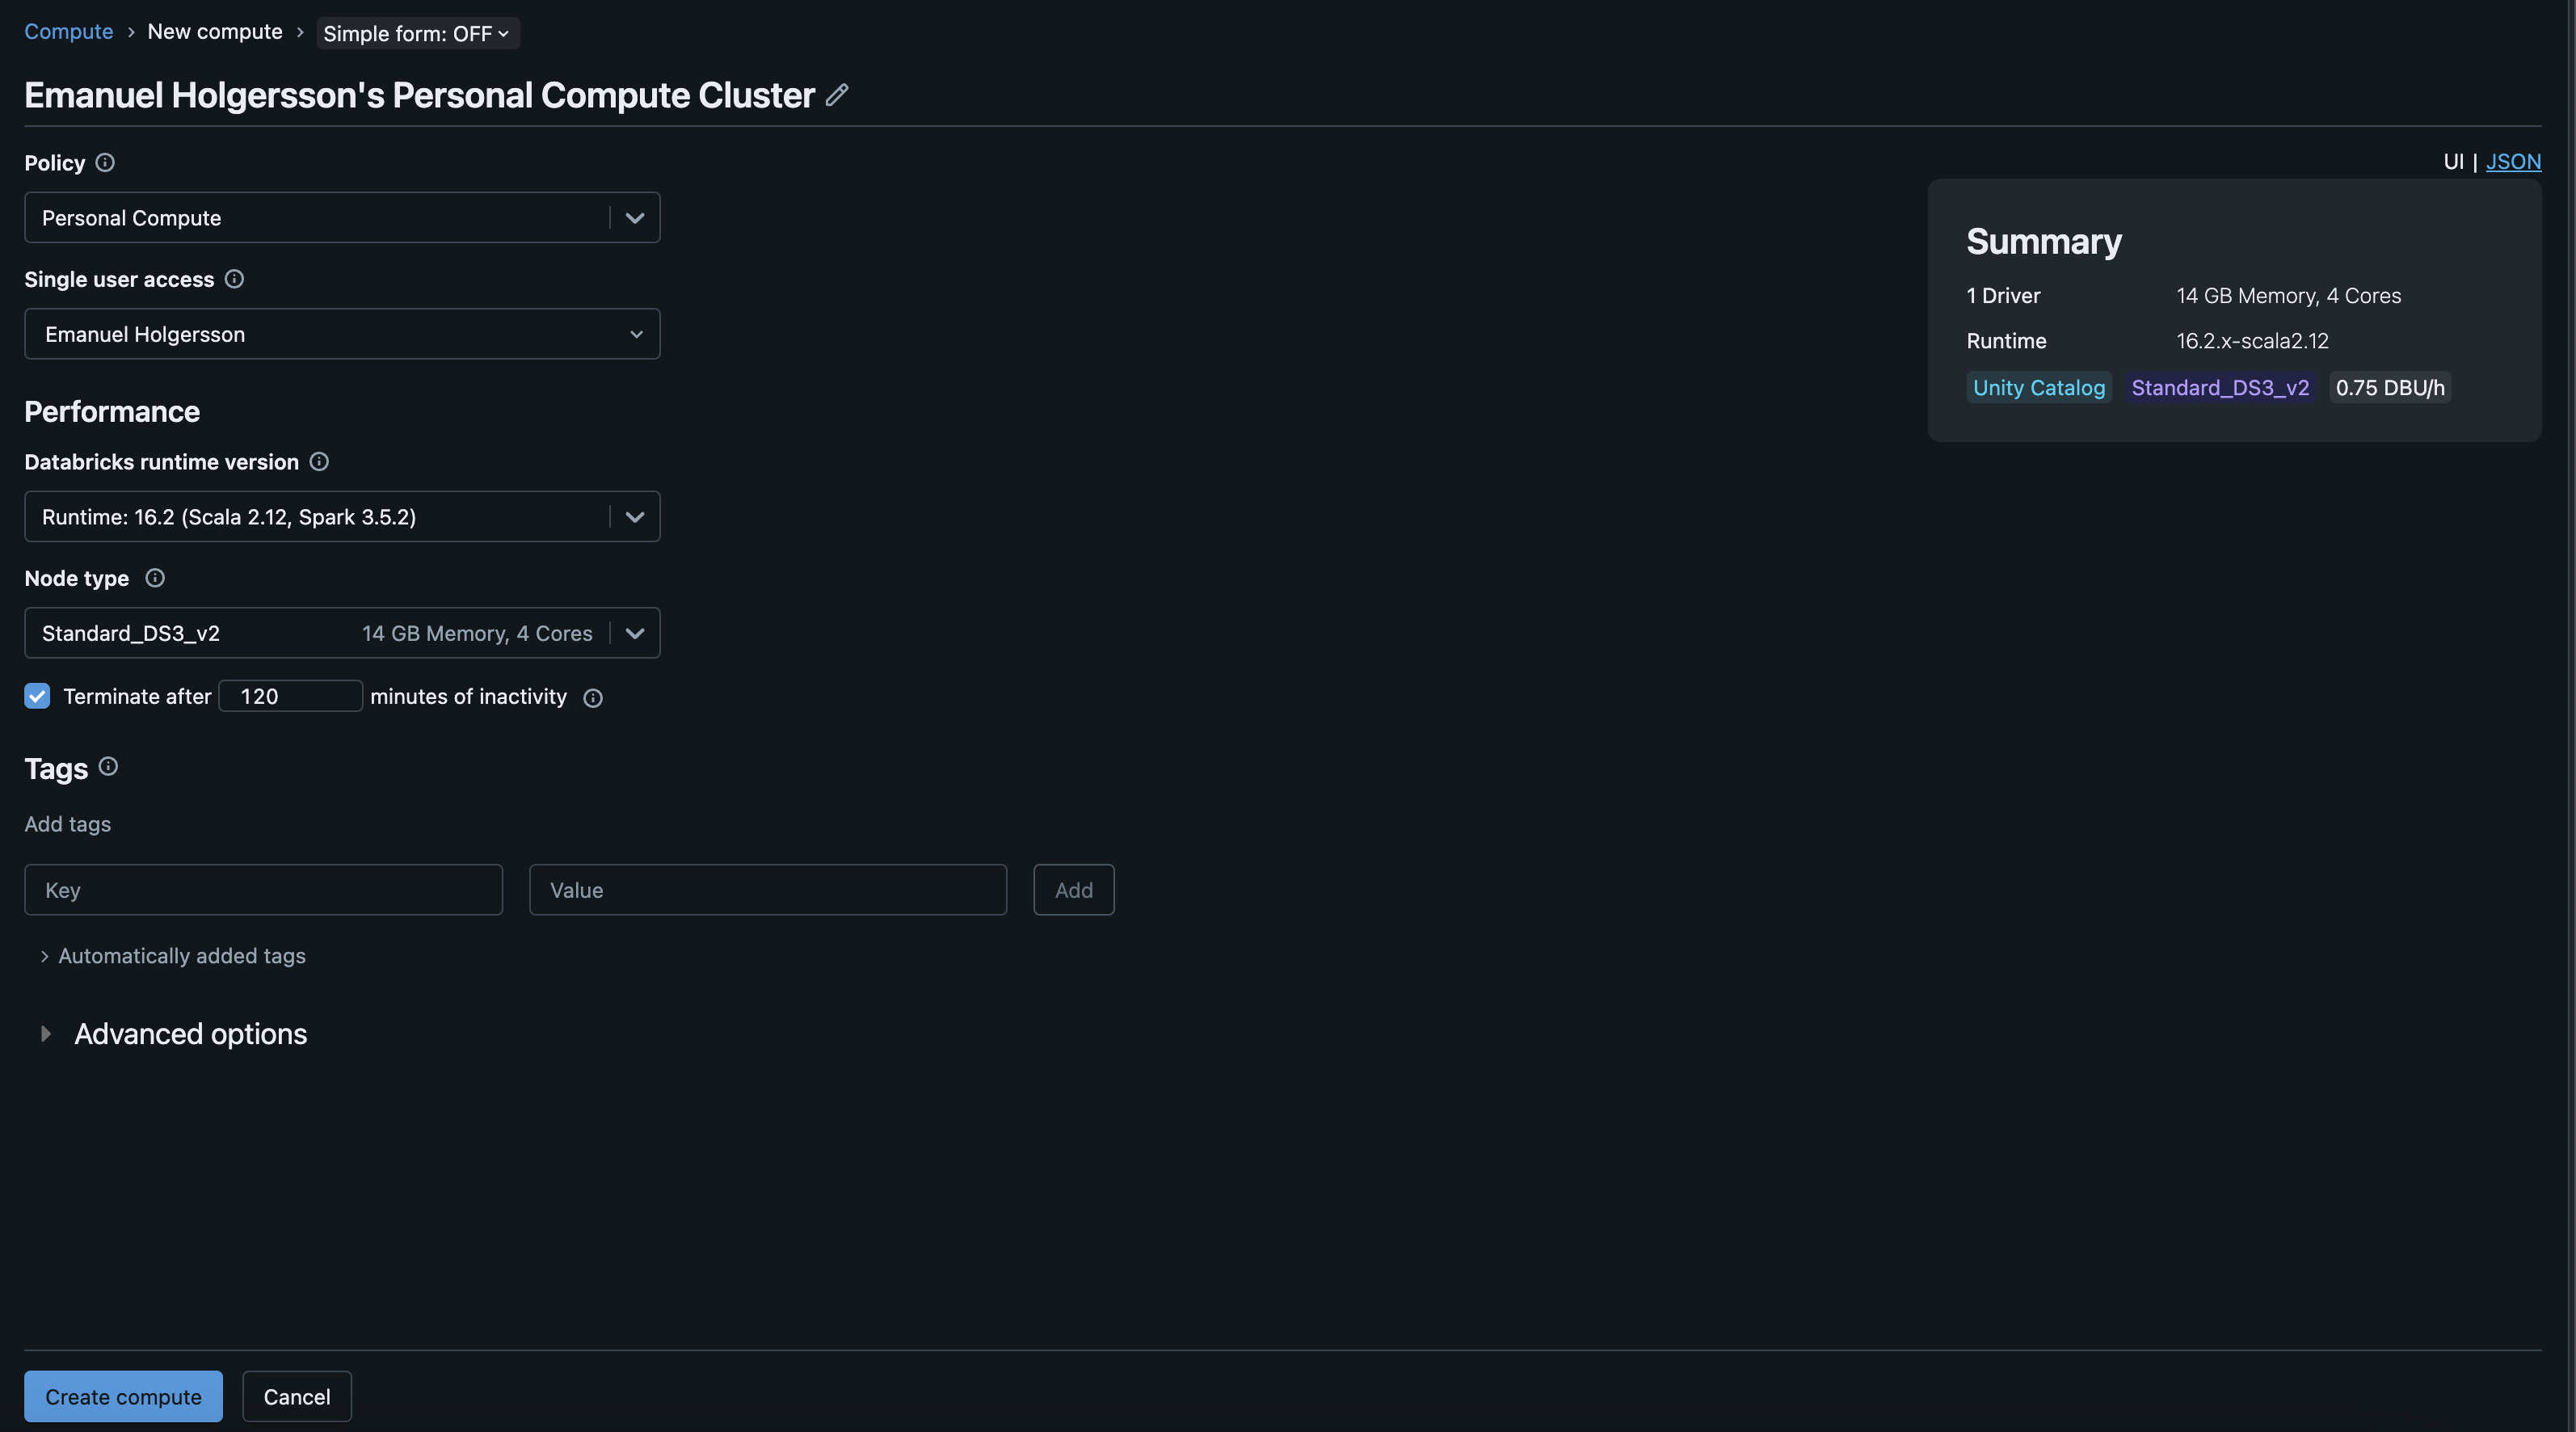 Compute › New compute › Simple form: OFF
Emanuel Holgersson's Personal Compute Cluster
Policy
UI | JSON
Personal Compute
Single user access
Emanuel Holgersson
Summary
1 Driver 14 GB Memory, 4 Cores
Runtime 16.2.x-scala2.12
Unity Catalog Standard_DS3_v2 0.75 DBU/h
Performance
Databricks runtime version
Runtime: 16.2 (Scala 2.12, Spark 3.5.2)
Node type
Standard_DS3_v2 14 GB Memory, 4 Cores
Terminate after 120 minutes of inactivity
Tags
Add tags
Key Value Add
Automatically added tags
Advanced options
Create compute Cancel